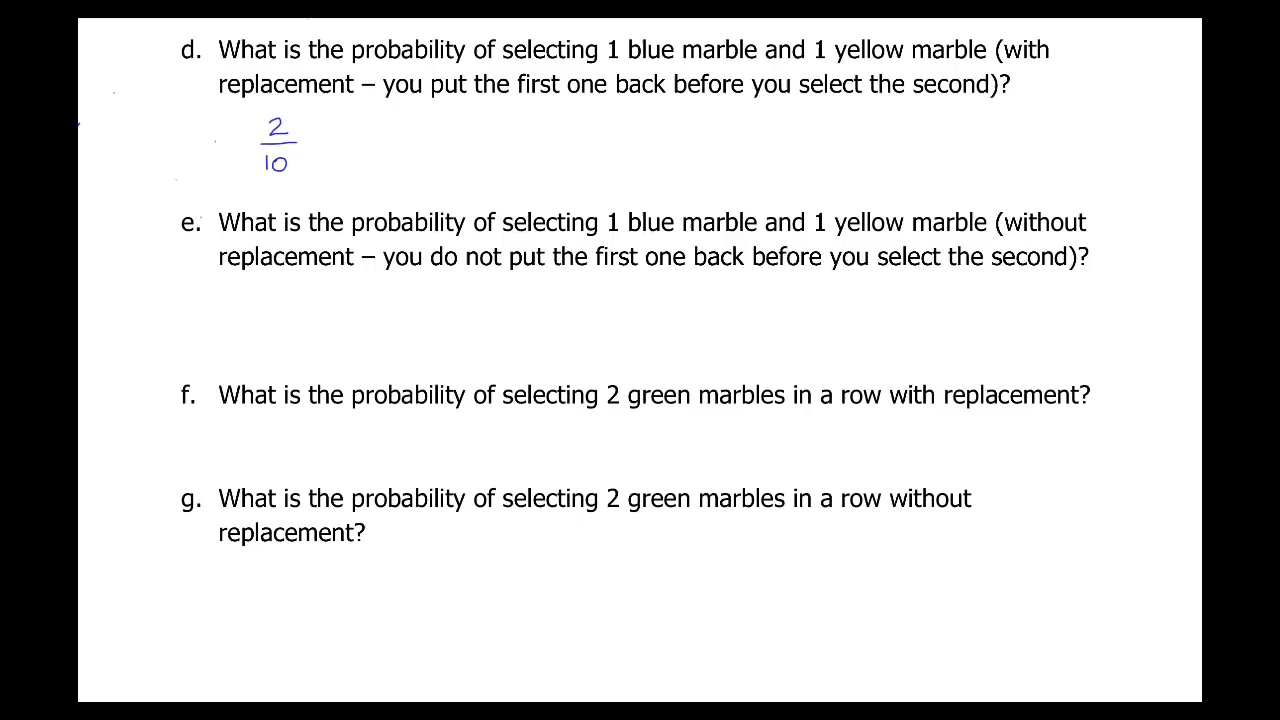 d. What is the probability of selecting 1 blue marble and 1 yellow marble (with
replacement – you put the first one back before you select the second)?
2
10
e. What is the probability of selecting 1 blue marble and 1 yellow marble (without
replacement – you do not put the first one back before you select the second)?
f. What is the probability of selecting 2 green marbles in a row with replacement?
g. What is the probability of selecting 2 green marbles in a row without
replacement?